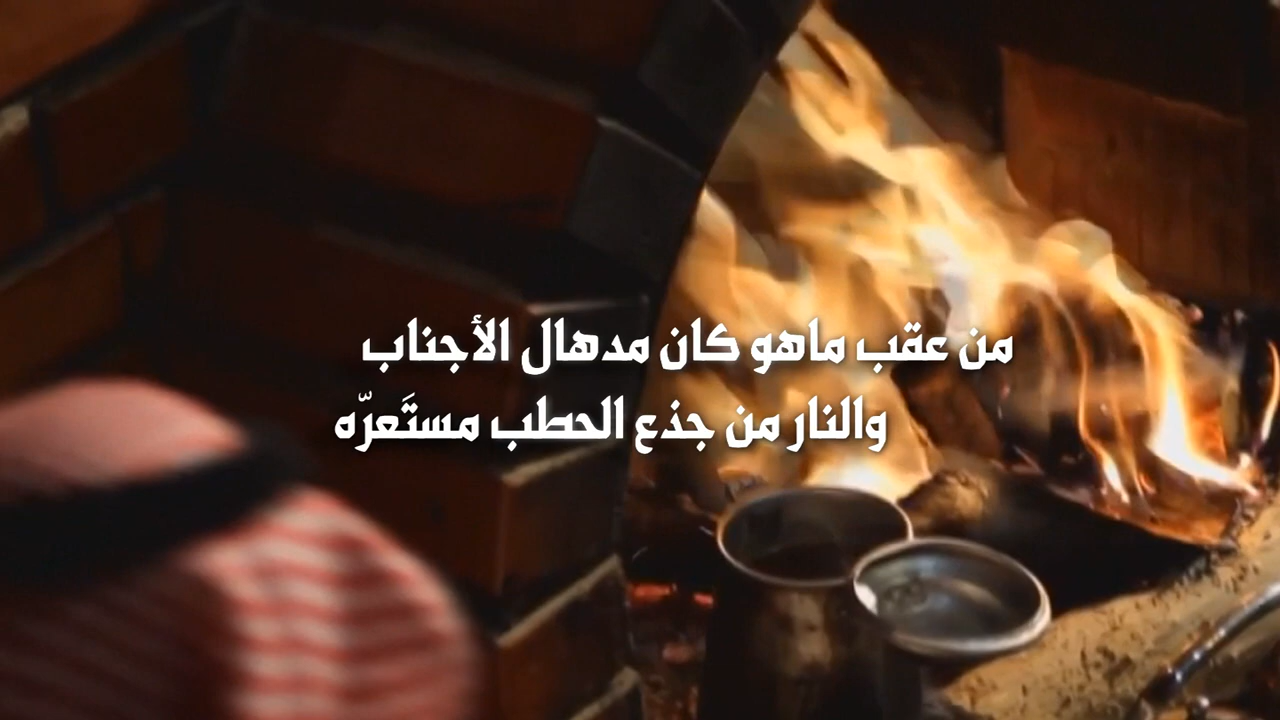 من عقب ماهو كان مدهال الأجناب
والنار من جذع الحطب مستَعرّه